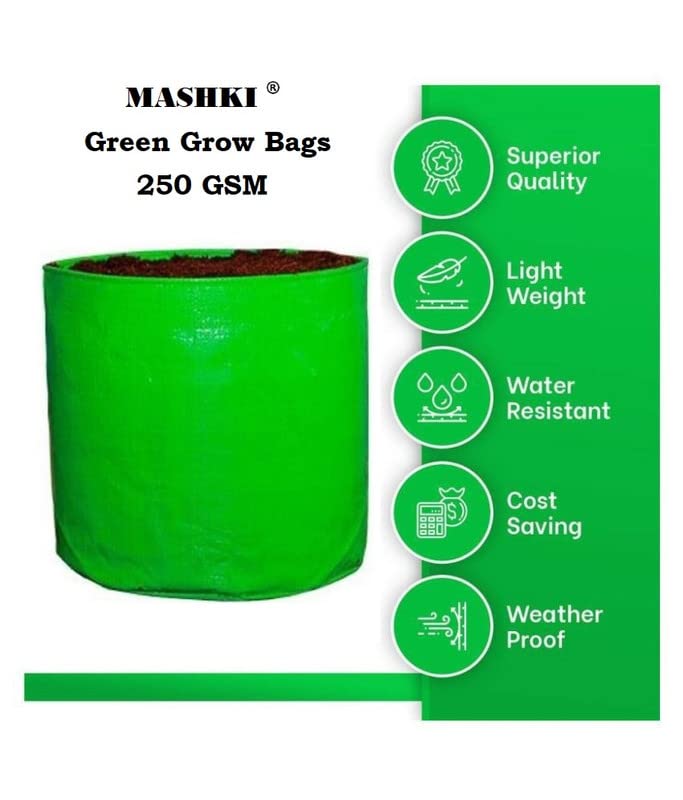 MASHKI ®
Green Grow Bags
250 GSM
Superior
Quality
Light
Weight
Water
Resistant
Cost
Saving
Weather
Proof